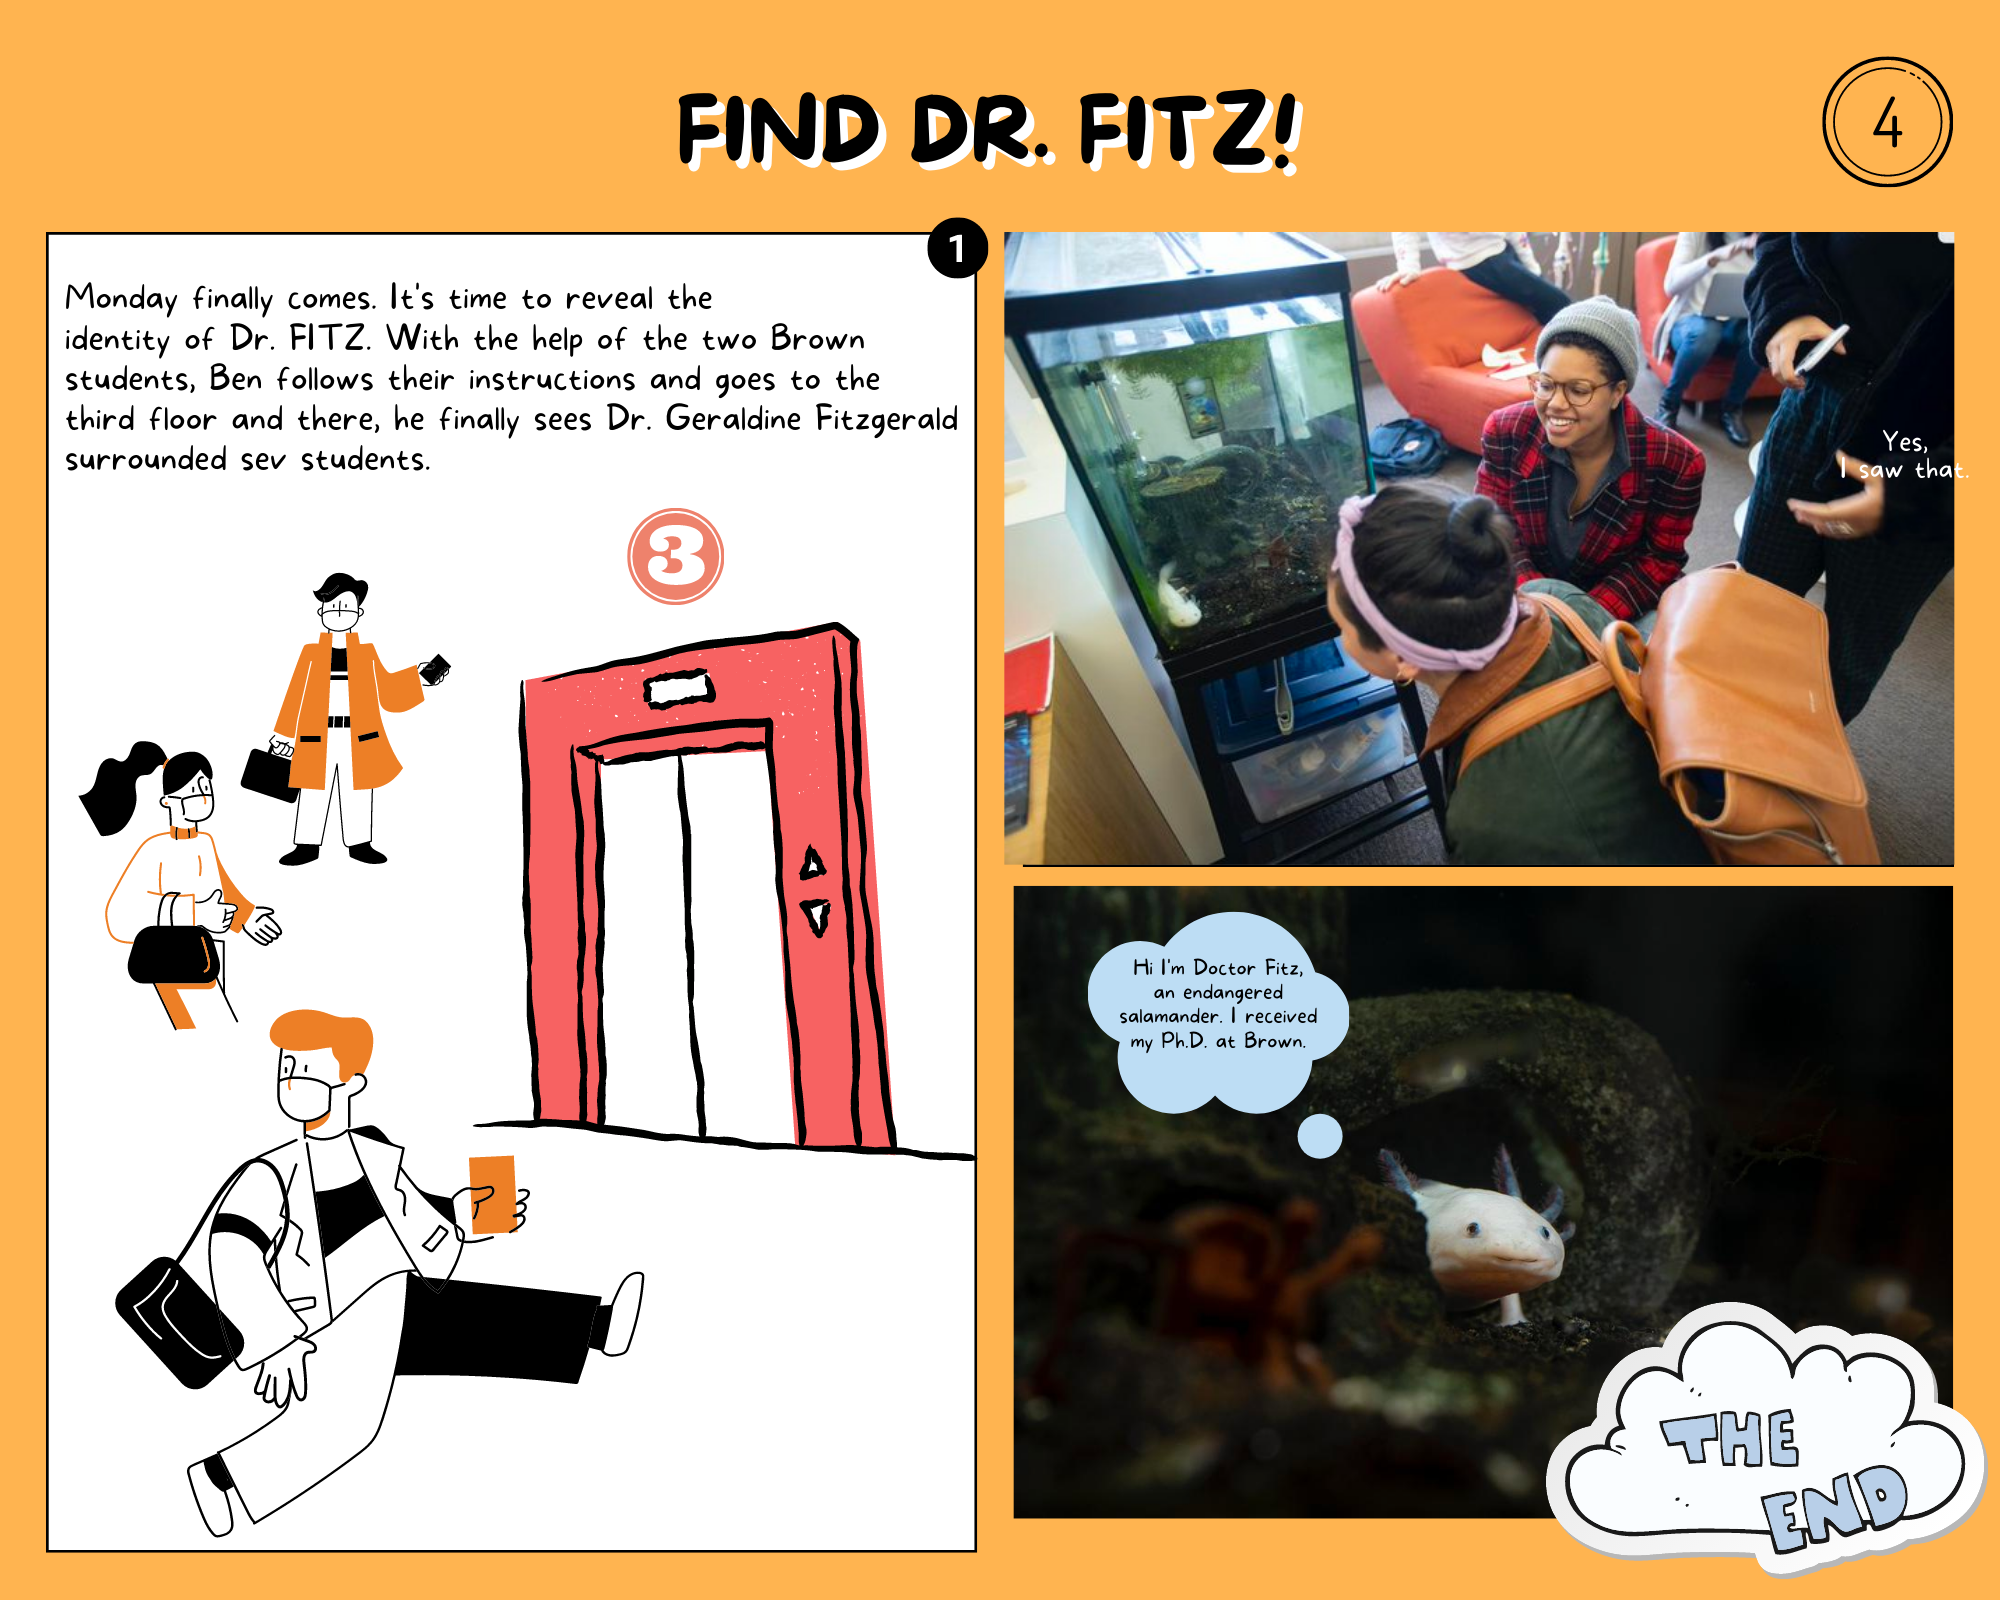 FIND DR. FITZ!
4
1
Monday finally comes. It's time to reveal the
identity of Dr. FITZ. With the help of the two Brown
students, Ben follows their instructions and goes to the
third floor and there, he finally sees Dr. Geraldine Fitzgerald
surrounded sev students.
3
Yes,
I saw that.
Hi I'm Doctor Fitz,
an endangered
salamander. I received
my Ph.D. at Brown.
THE
END